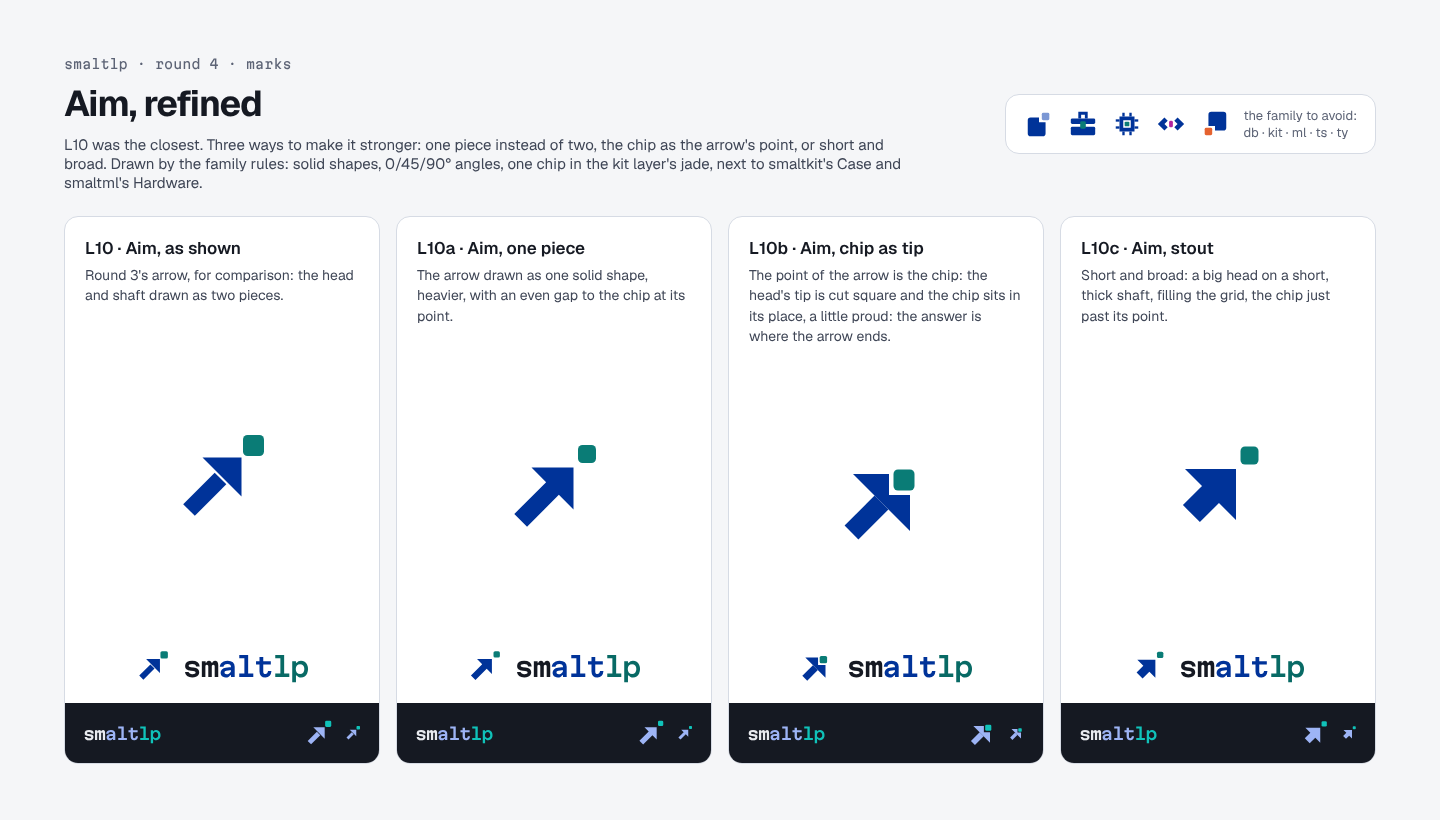 smaltlp · round 4 · marks
Aim, refined
L10 was the closest. Three ways to make it stronger: one piece instead of two, the chip as the arrow's point, or short and
broad. Drawn by the family rules: solid shapes, 0/45/90° angles, one chip in the kit layer's jade, next to smaltkit's Case and
smaltml's Hardware.
the family to avoid:
db · kit · ml · ts · ty
L10 · Aim, as shown
Round 3's arrow, for comparison: the head
and shaft drawn as two pieces.
smaltlp
smaltlp
L10a · Aim, one piece
The arrow drawn as one solid shape,
heavier, with an even gap to the chip at its
point.
smaltlp
smaltlp
L10b · Aim, chip as tip
The point of the arrow is the chip: the
head's tip is cut square and the chip sits in
its place, a little proud: the answer is
where the arrow ends.
smaltlp
smaltlp
L10c · Aim, stout
Short and broad: a big head on a short,
thick shaft, filling the grid, the chip just
past its point.
smaltlp
smaltlp